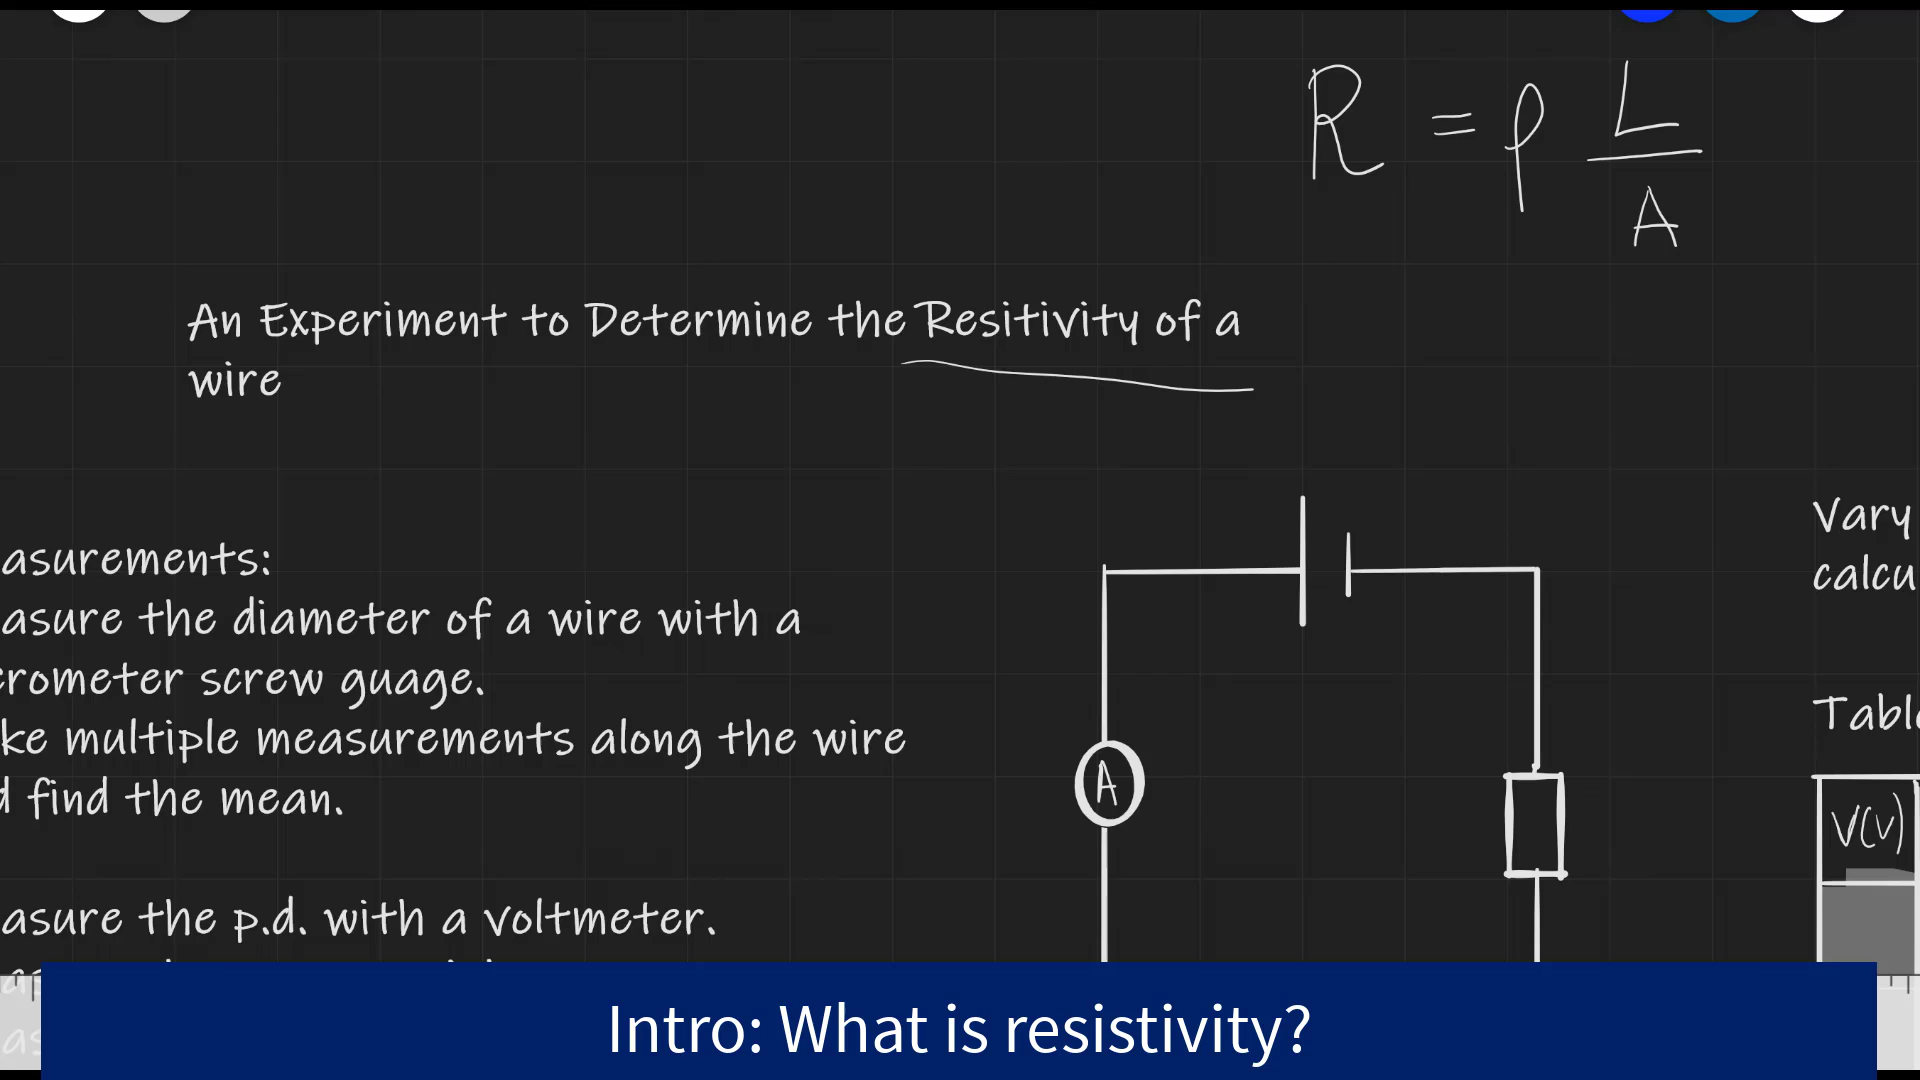 R = ρ L
A
An Experiment to Determine the Resitivity of a
wire
asurements:
asure the diameter of a wire with a
rometer screw guage.
ke multiple measurements along the wire
d find the mean.
asure the p.d. with a voltmeter.
A
Vary
calcu
Table
V(V)
Intro: What is resistivity?